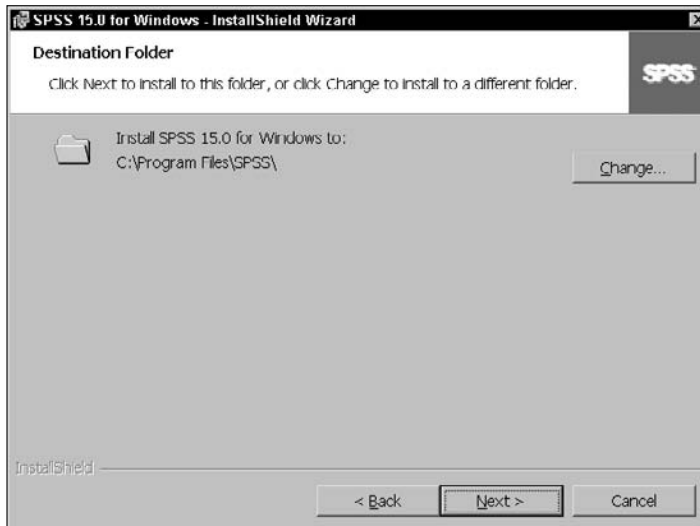 SPSS 15.0 for Windows - InstallShield Wizard
Destination Folder
Click Next to install to this folder, or click Change to install to a different folder.
SPSS
Install SPSS 15.0 for Windows to:
C:\Program Files\SPSS\
Change...
InstallShield
< Back
Next >
Cancel